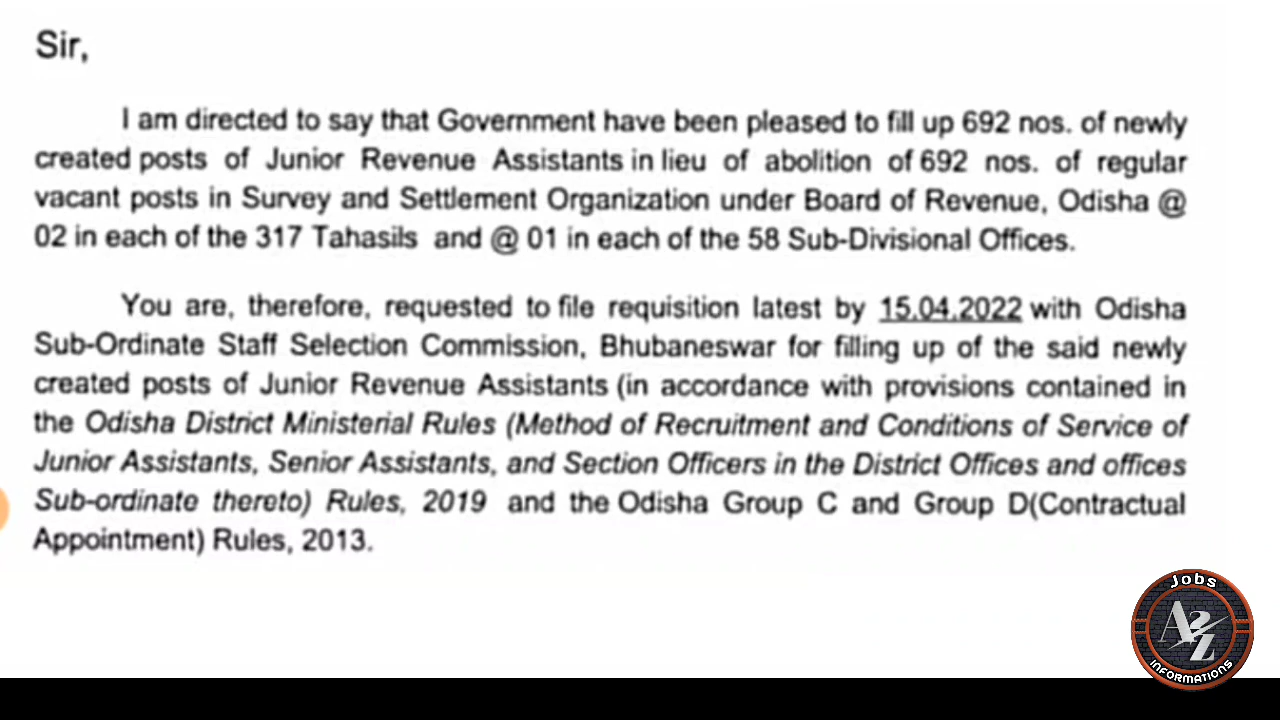 Sir,
I am directed to say that Government have been pleased to fill up 692 nos. of newly
created posts of Junior Revenue Assistants in lieu of abolition of 692 nos. of regular
vacant posts in Survey and Settlement Organization under Board of Revenue, Odisha @
02 in each of the 317 Tahasils and @ 01 in each of the 58 Sub-Divisional Offices.
You are, therefore, requested to file requisition latest by 15.04.2022 with Odisha
Sub-Ordinate Staff Selection Commission, Bhubaneswar for filling up of the said newly
created posts of Junior Revenue Assistants (in accordance with provisions contained in
the Odisha District Ministerial Rules (Method of Recruitment and Conditions of Service of
Junior Assistants, Senior Assistants, and Section Officers in the District Offices and offices
Sub-ordinate thereto) Rules, 2019 and the Odisha Group C and Group D(Contractual
Appointment) Rules, 2013.
Jobs
A2Z
INFORMATIONS